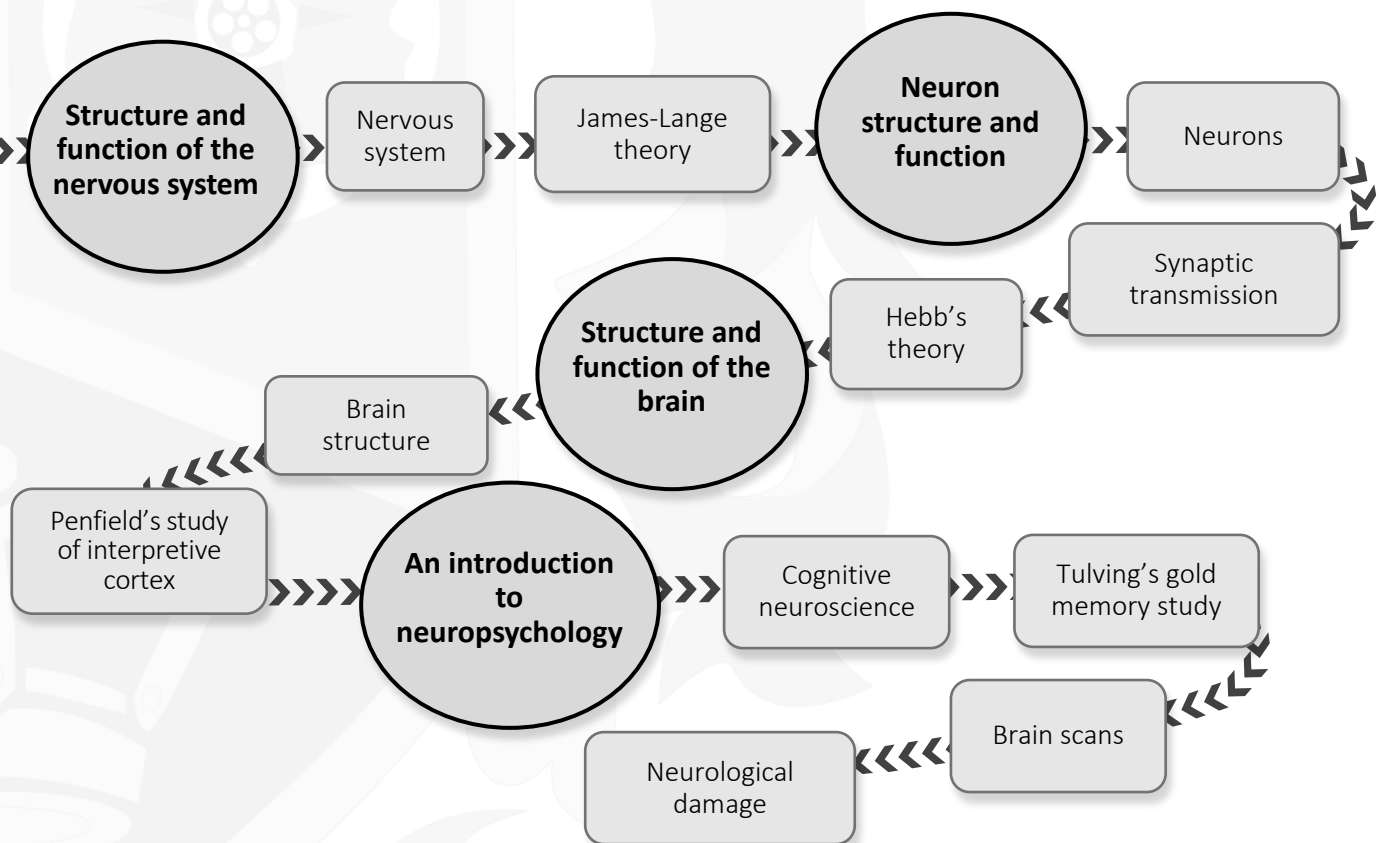 Structure and
function of the
nervous system
Nervous
system
James-Lange
theory
Neuron
structure and
function
Neurons
Synaptic
transmission
Hebb’s
theory
Structure and
function of the
brain
Brain
structure
Penfield’s study
of interpretive
cortex
An introduction
to
neuropsychology
Cognitive
neuroscience
Tulving’s gold
memory study
Brain scans
Neurological
damage